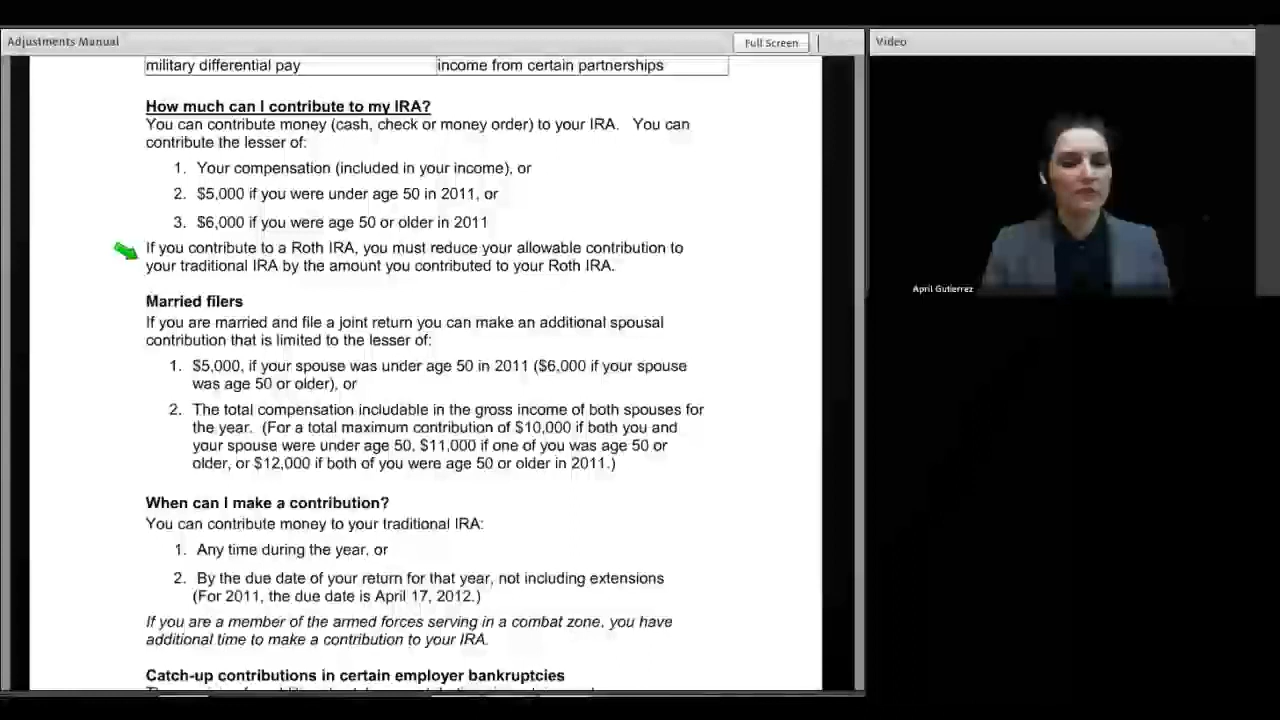 Adjustments Manual
Full Screen
Video
military differential pay
income from certain partnerships
How much can I contribute to my IRA?
You can contribute money (cash, check or money order) to your IRA. You can
contribute the lesser of:
1. Your compensation (included in your income), or
2. $5,000 if you were under age 50 in 2011, or
3. $6,000 if you were age 50 or older in 2011
If you contribute to a Roth IRA, you must reduce your allowable contribution to
your traditional IRA by the amount you contributed to your Roth IRA.
Married filers
If you are married and file a joint return you can make an additional spousal
contribution that is limited to the lesser of:
1. $5,000, if your spouse was under age 50 in 2011 ($6,000 if your spouse
was age 50 or older), or
2. The total compensation includable in the gross income of both spouses for
the year. (For a total maximum contribution of $10,000 if both you and
your spouse were under age 50, $11,000 if one of you was age 50 or
older, or $12,000 if both of you were age 50 or older in 2011.)
When can I make a contribution?
You can contribute money to your traditional IRA:
1. Any time during the year, or
2. By the due date of your return for that year, not including extensions
(For 2011, the due date is April 17, 2012.)
If you are a member of the armed forces serving in a combat zone, you have
additional time to make a contribution to your IRA.
Catch-up contributions in certain employer bankruptcies
April Gutierrez